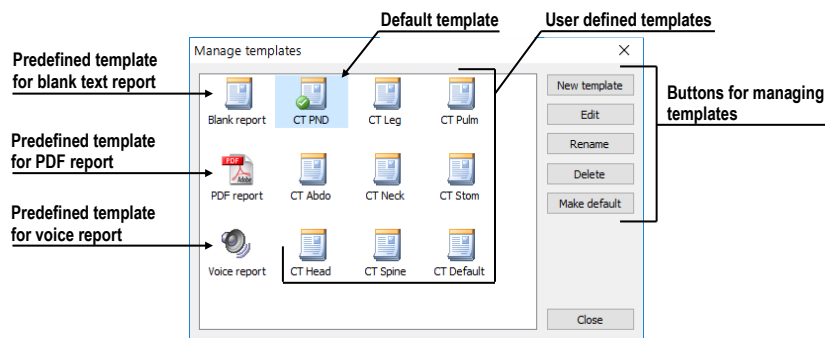 Default template
User defined templates
Manage templates
Predefined template
for blank text report
Blank report
CT PND
CT Leg
CT Pulm
New template
Edit
Rename
Delete
Make default
Buttons for managing
templates
Predefined template
for PDF report
PDF
Adobe
PDF report
CT Abdo
CT Neck
CT Stom
Predefined template
for voice report
Voice report
CT Head
CT Spine
CT Default
Close